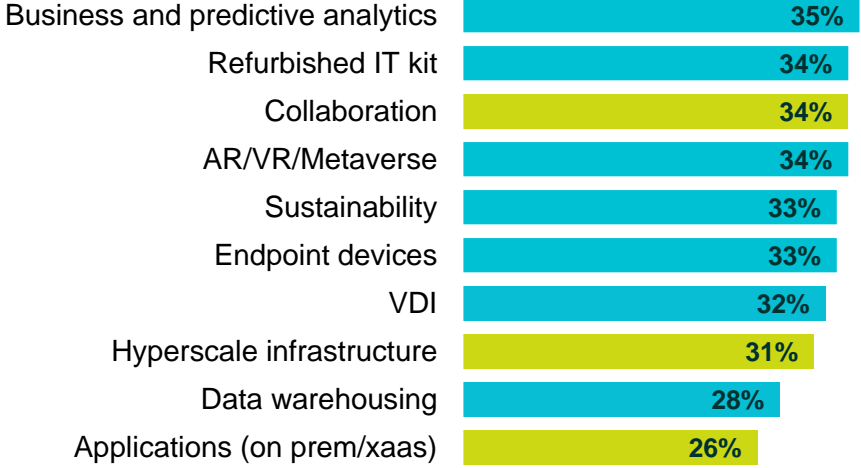 Business and predictive analytics 35%
Refurbished IT kit 34%
Collaboration 34%
AR/VR/Metaverse 34%
Sustainability 33%
Endpoint devices 33%
VDI 32%
Hyperscale infrastructure 31%
Data warehousing 28%
Applications (on prem/xaas) 26%